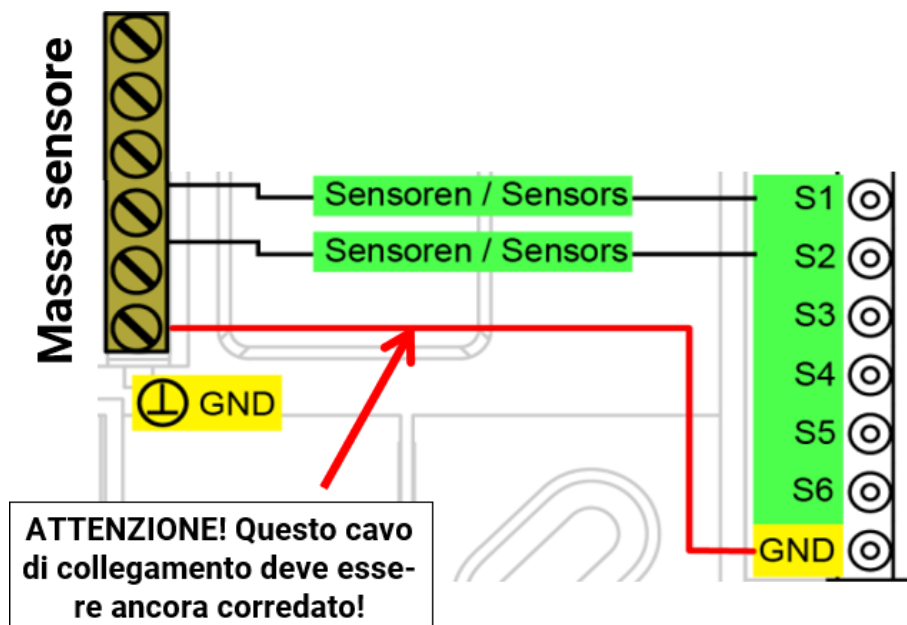 Massa sensore
Sensoren / Sensors
S1
Sensoren / Sensors
S2
S3
S4
S5
S6
GND
GND
ATTENZIONE! Questo cavo
di collegamento deve esse-
re ancora corredato!